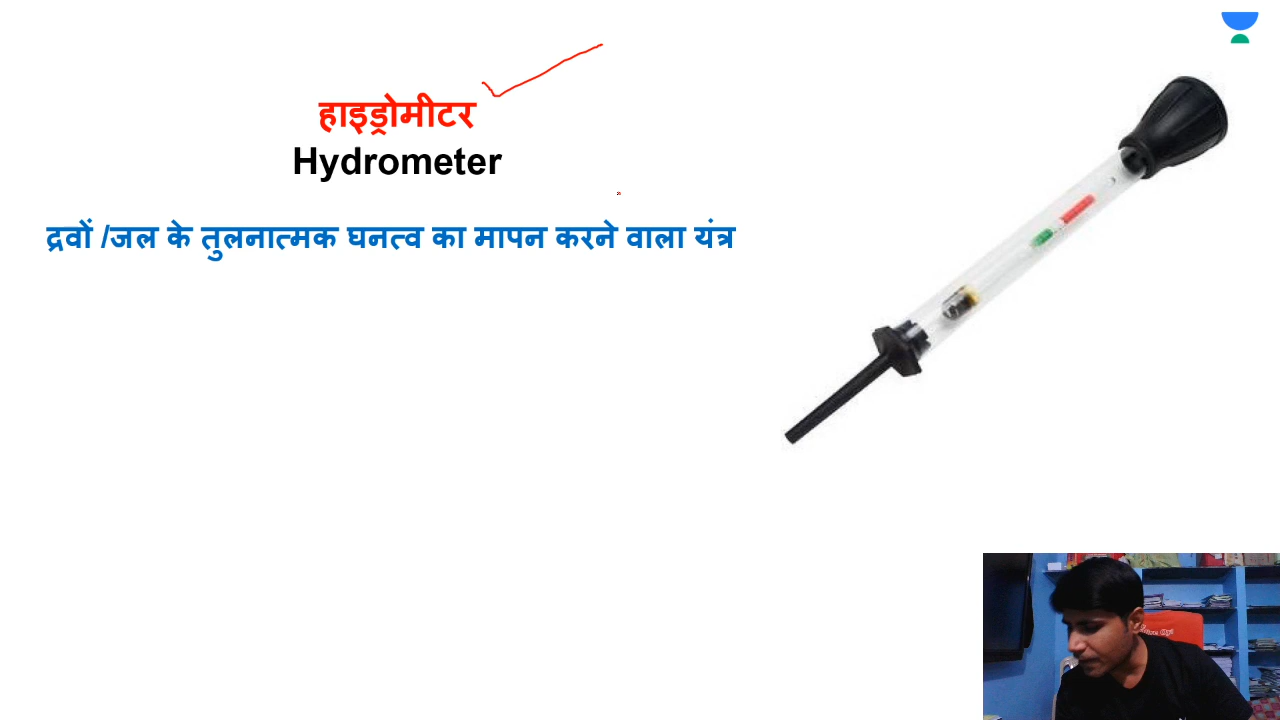 हाइड्रोमीटर
Hydrometer
द्रवों /जल के तुलनात्मक घनत्व का मापन करने वाला यंत्र